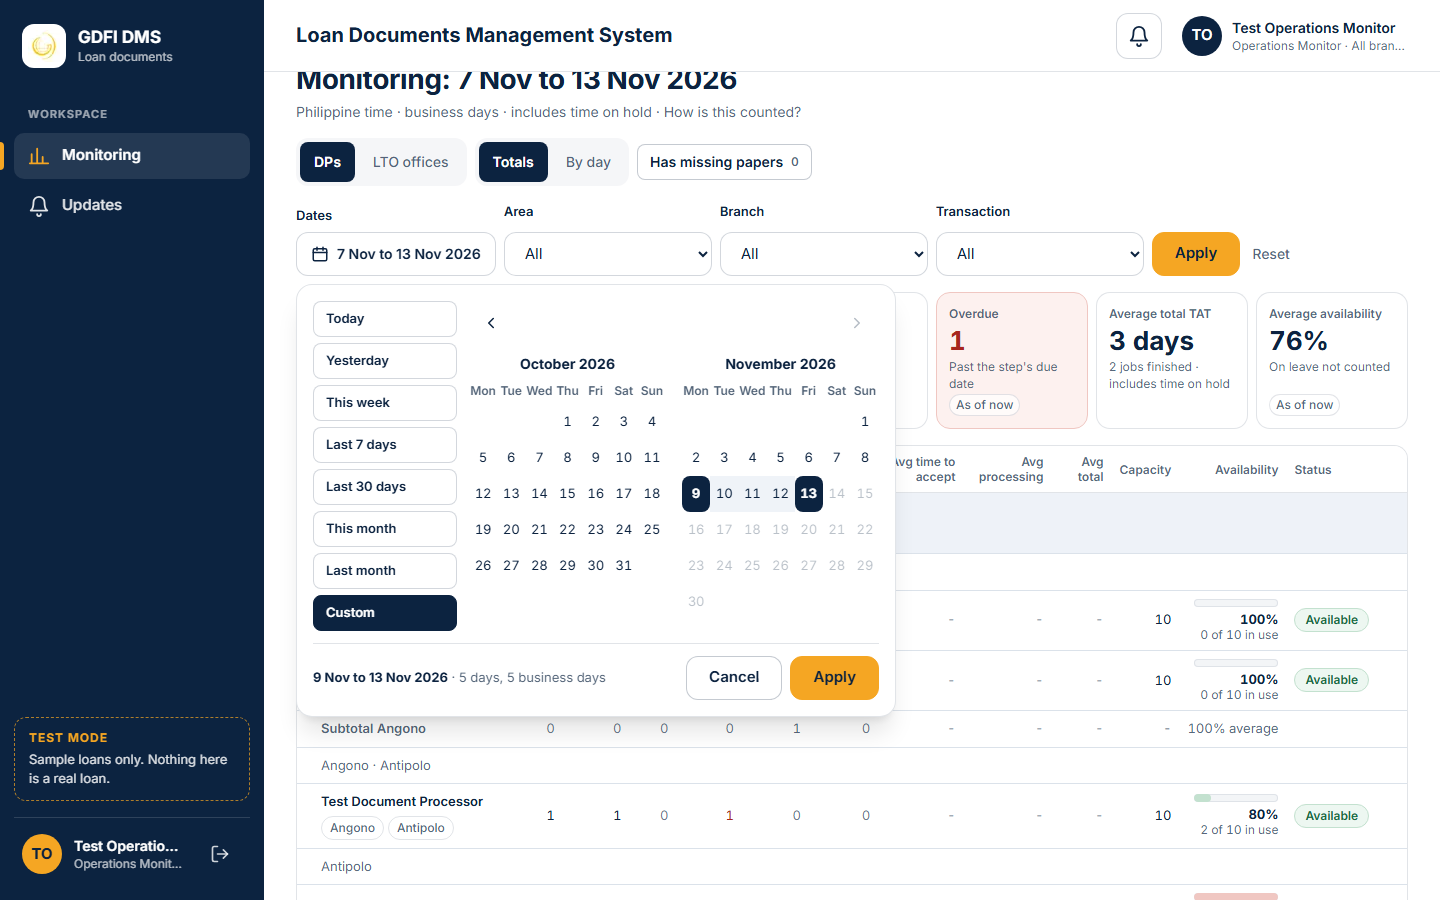 GDFI DMS
Loan documents
WORKSPACE
Monitoring
Updates
TEST MODE
Sample loans only. Nothing here
is a real loan.
TO
Test Operatio...
Operations Monit...
Loan Documents Management System
TO
Test Operations Monitor
Operations Monitor · All bran...
Monitoring: 7 Nov to 13 Nov 2026
Philippine time · business days · includes time on hold · How is this counted?
DPs LTO offices Totals By day Has missing papers 0
Dates Area Branch Transaction
7 Nov to 13 Nov 2026 All All All Apply Reset
Today
Yesterday
This week
Last 7 days
Last 30 days
This month
Last month
Custom
October 2026
Mon Tue Wed Thu Fri Sat Sun
1 2 3 4
5 6 7 8 9 10 11
12 13 14 15 16 17 18
19 20 21 22 23 24 25
26 27 28 29 30 31
November 2026
Mon Tue Wed Thu Fri Sat Sun
1
2 3 4 5 6 7 8
9 10 11 12 13 14 15
16 17 18 19 20 21 22
23 24 25 26 27 28 29
30
9 Nov to 13 Nov 2026 · 5 days, 5 business days
Cancel Apply
Overdue
1
Past the step's due
date
As of now
Average total TAT
3 days
2 jobs finished ·
includes time on hold
Average availability
76%
On leave not counted
As of now
Avg time to accept Avg processing Avg total Capacity Availability Status
- - - 10 100% Available
0 of 10 in use
- - - 10 100% Available
0 of 10 in use
Subtotal Angono 0 0 0 0 1 0 - - - - 100% average
Angono · Antipolo
Test Document Processor 1 1 0 1 0 0 - - - 10 80% Available
Angono Antipolo 2 of 10 in use
Antipolo